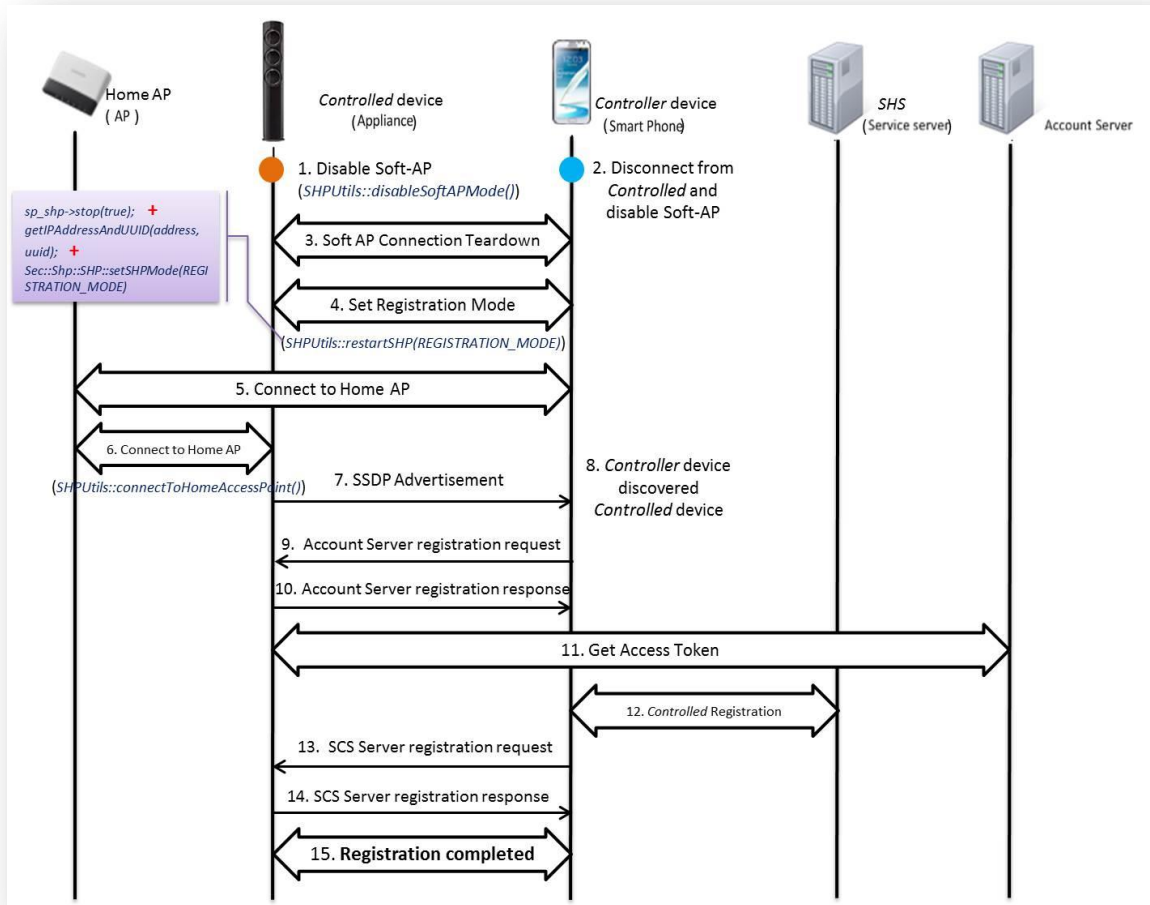 Home AP
( AP )
Controlled device
(Appliance)
Controller device
(Smart Phone)
SHS
(Service server)
Account Server
1. Disable Soft-AP
(SHPUtils::disableSoftAPMode())
2. Disconnect from
Controlled and
disable Soft-AP
sp_shp->stop(true); +
getIPAddressAndUUID(address,
uuid); +
Sec::Shp::SHP::setSHPMode(REGI
STRATION_MODE)
3. Soft AP Connection Teardown
4. Set Registration Mode
(SHPUtils::restartSHP(REGISTRATION_MODE))
5. Connect to Home AP
6. Connect to Home AP
(SHPUtils::connectToHomeAccessPoint())
7. SSDP Advertisement
8. Controller device
discovered
Controlled device
9. Account Server registration request
10. Account Server registration response
11. Get Access Token
12. Controlled Registration
13. SCS Server registration request
14. SCS Server registration response
15. Registration completed